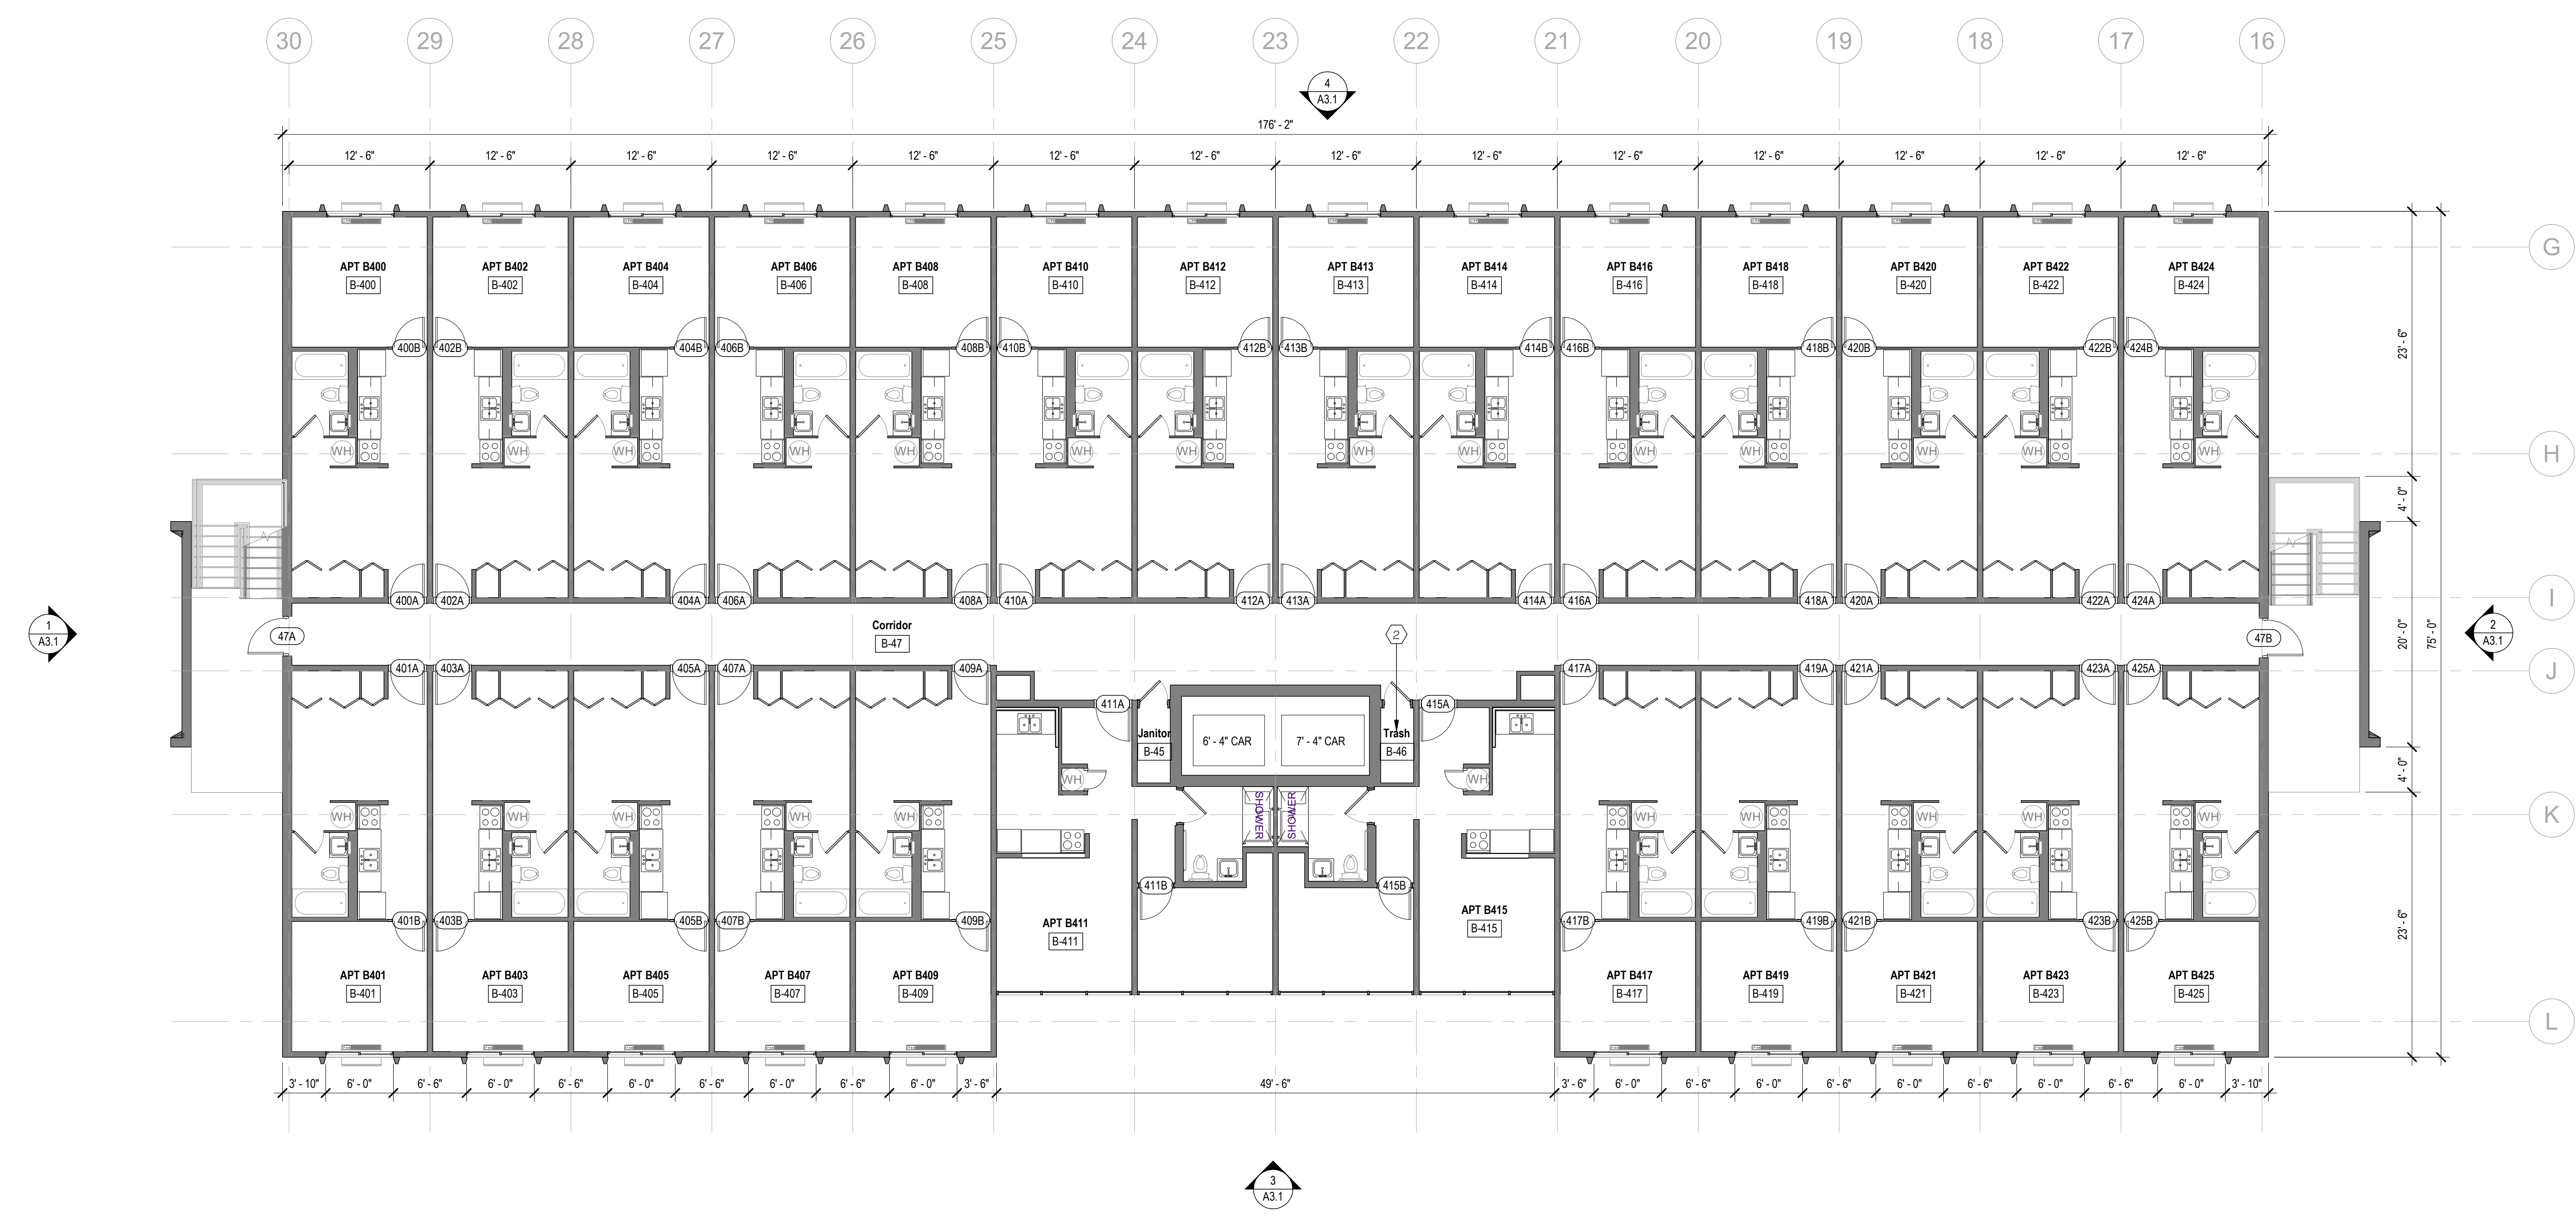 30 29 28 27 26 25 24 23 22 21 20 19 18 17 16
4
A3.1
176' - 2"
12' - 6" 12' - 6" 12' - 6" 12' - 6" 12' - 6" 12' - 6" 12' - 6" 12' - 6" 12' - 6" 12' - 6" 12' - 6" 12' - 6" 12' - 6" 12' - 6"
G
APT B400 APT B402 APT B404 APT B406 APT B408 APT B410 APT B412 APT B413 APT B414 APT B416 APT B418 APT B420 APT B422 APT B424
B-400 B-402 B-404 B-406 B-408 B-410 B-412 B-413 B-414 B-416 B-418 B-420 B-422 B-424
400B 402B 404B 406B 408B 410B 412B 413B 414B 416B 418B 420B 422B 424B
23' - 6"
WH WH WH WH WH WH WH WH WH WH WH WH WH WH
H
4' - 0"
400A 402A 404A 406A 408A 410A 412A 413A 414A 416A 418A 420A 422A 424A
I
1
A3.1
47A
Corridor
B-47
2
47B
20' - 0"
75' - 0"
2
A3.1
401A 403A 405A 407A 409A 417A 419A 421A 423A 425A
J
411A 415A
Janitor
B-45
6' - 4" CAR
7' - 4" CAR
Trash
B-46
WH WH
4' - 0"
SHOWER
SHOWER
WH WH WH WH WH WH WH WH WH WH
K
411B 415B
401B 403B 405B 407B 409B 417B 419B 421B 423B 425B
APT B411
B-411
APT B415
B-415
23' - 6"
APT B401 APT B403 APT B405 APT B407 APT B409 APT B417 APT B419 APT B421 APT B423 APT B425
B-401 B-403 B-405 B-407 B-409 B-417 B-419 B-421 B-423 B-425
L
3' - 10" 6' - 0" 6' - 6" 6' - 0" 6' - 6" 6' - 0" 6' - 6" 6' - 0" 6' - 6" 6' - 0" 3' - 6" 49' - 6" 3' - 6" 6' - 0" 6' - 6" 6' - 0" 6' - 6" 6' - 0" 6' - 6" 6' - 0" 6' - 6" 6' - 0" 3' - 10"
3
A3.1